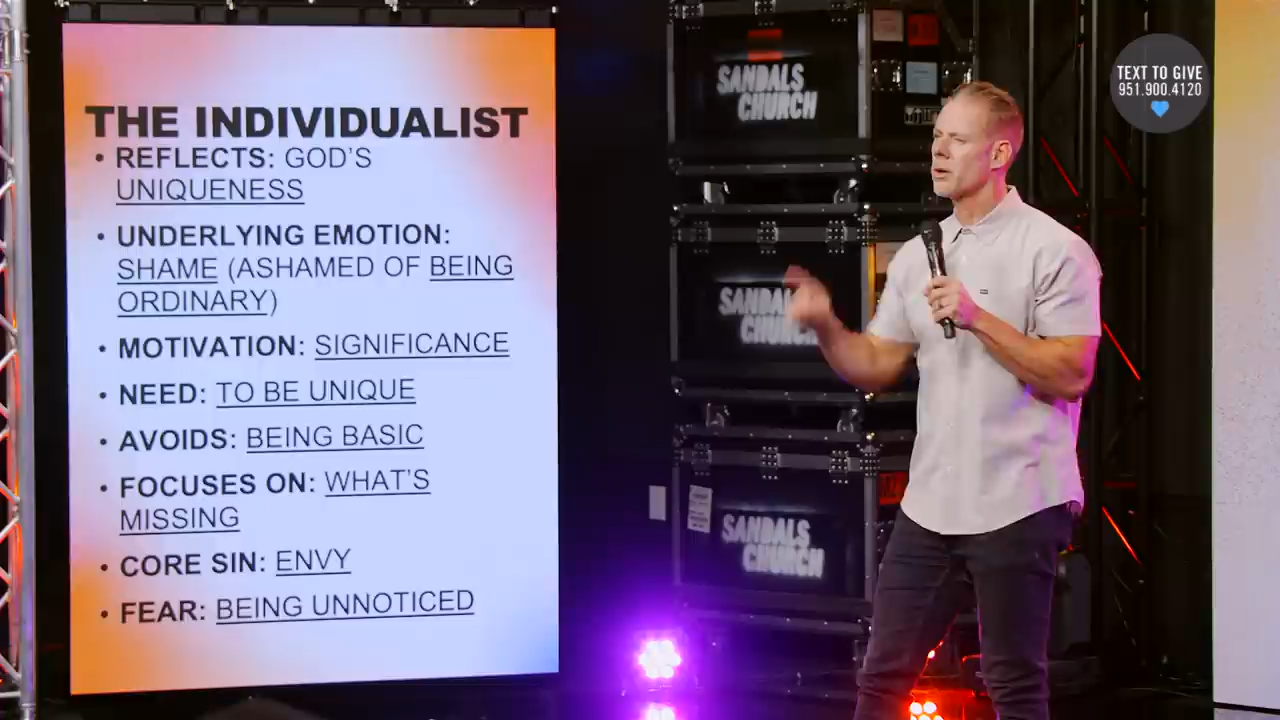 THE INDIVIDUALIST
• REFLECTS: GOD'S
UNIQUENESS
• UNDERLYING EMOTION:
SHAME (ASHAMED OF BEING
ORDINARY)
• MOTIVATION: SIGNIFICANCE
• NEED: TO BE UNIQUE
• AVOIDS: BEING BASIC
• FOCUSES ON: WHAT'S
MISSING
• CORE SIN: ENVY
• FEAR: BEING UNNOTICED
SANDALS
CHURCH
SANDALS
CHURCH
SANDALS
CHURCH
TEXT TO GIVE
951.900.4120